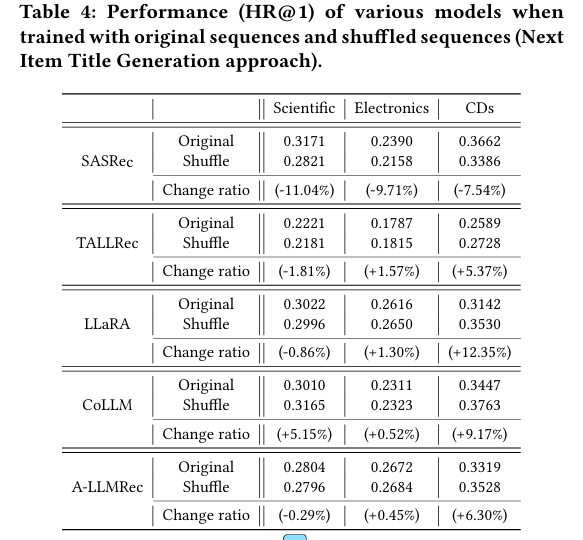 Table 4: Performance (HR@1) of various models when
trained with original sequences and shuffled sequences (Next
Item Title Generation approach).
Scientific Electronics CDs
SASRec
Original 0.3171 0.2390 0.3662
Shuffle 0.2821 0.2158 0.3386
Change ratio (-11.04%) (-9.71%) (-7.54%)
TALLRec
Original 0.2221 0.1787 0.2589
Shuffle 0.2181 0.1815 0.2728
Change ratio (-1.81%) (+1.57%) (+5.37%)
LLaRA
Original 0.3022 0.2616 0.3142
Shuffle 0.2996 0.2650 0.3530
Change ratio (-0.86%) (+1.30%) (+12.35%)
CoLLM
Original 0.3010 0.2311 0.3447
Shuffle 0.3165 0.2323 0.3763
Change ratio (+5.15%) (+0.52%) (+9.17%)
A-LLMRec
Original 0.2804 0.2672 0.3319
Shuffle 0.2796 0.2684 0.3528
Change ratio (-0.29%) (+0.45%) (+6.30%)